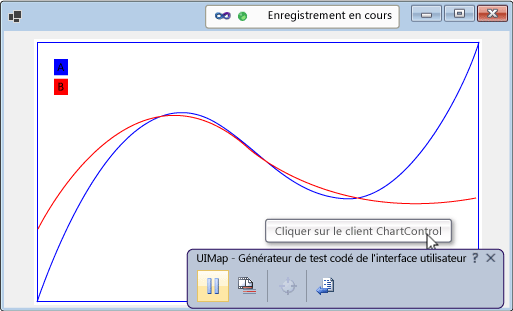 Enregistrement en cours
A
B
Cliquer sur le client ChartControl
UIMap - Générateur de test codé de l'interface utilisateur